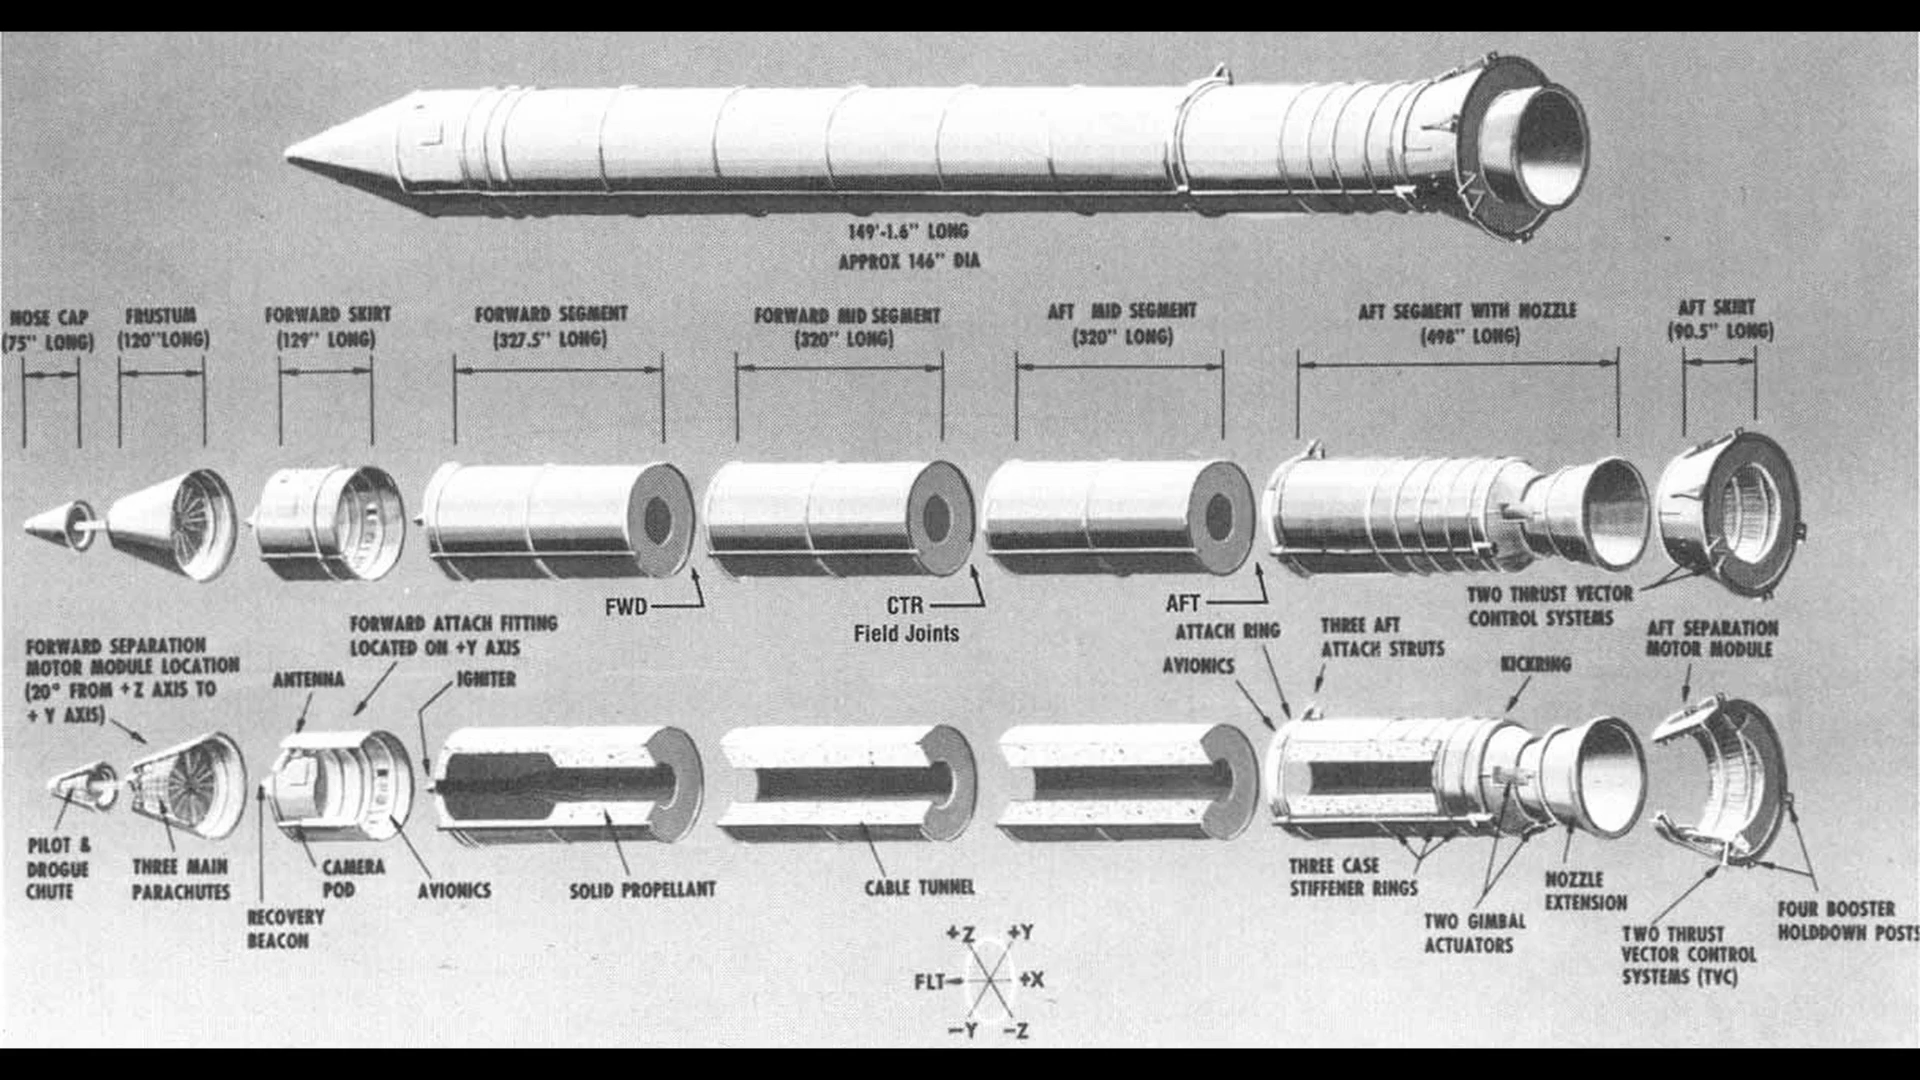 149'-1.6" LONG
APPROX 146" DIA
NOSE CAP
(75" LONG)
FRUSTUM
(120" LONG)
FORWARD SKIRT
(129" LONG)
FORWARD SEGMENT
(327.5" LONG)
FORWARD MID SEGMENT
(320" LONG)
AFT MID SEGMENT
(320" LONG)
AFT SEGMENT WITH NOZZLE
(498" LONG)
AFT SKIRT
(90.5" LONG)
FWD
CTR
Field Joints
AFT
TWO THRUST VECTOR
CONTROL SYSTEMS
FORWARD SEPARATION
MOTOR MODULE LOCATION
(20° FROM +Z AXIS TO
+ Y AXIS)
ANTENNA
FORWARD ATTACH FITTING
LOCATED ON +Y AXIS
IGNITER
ATTACH RING
AVIONICS
THREE AFT
ATTACH STRUTS
KICKRING
AFT SEPARATION
MOTOR MODULE
PILOT &
DROGUE
CHUTE
THREE MAIN
PARACHUTES
RECOVERY
BEACON
CAMERA
POD
AVIONICS
SOLID PROPELLANT
CABLE TUNNEL
THREE CASE
STIFFENER RINGS
TWO GIMBAL
ACTUATORS
NOZZLE
EXTENSION
TWO THRUST
VECTOR CONTROL
SYSTEMS (TVC)
FOUR BOOSTER
HOLDDOWN POSTS
+Z +Y
FLT +X
-Y -Z